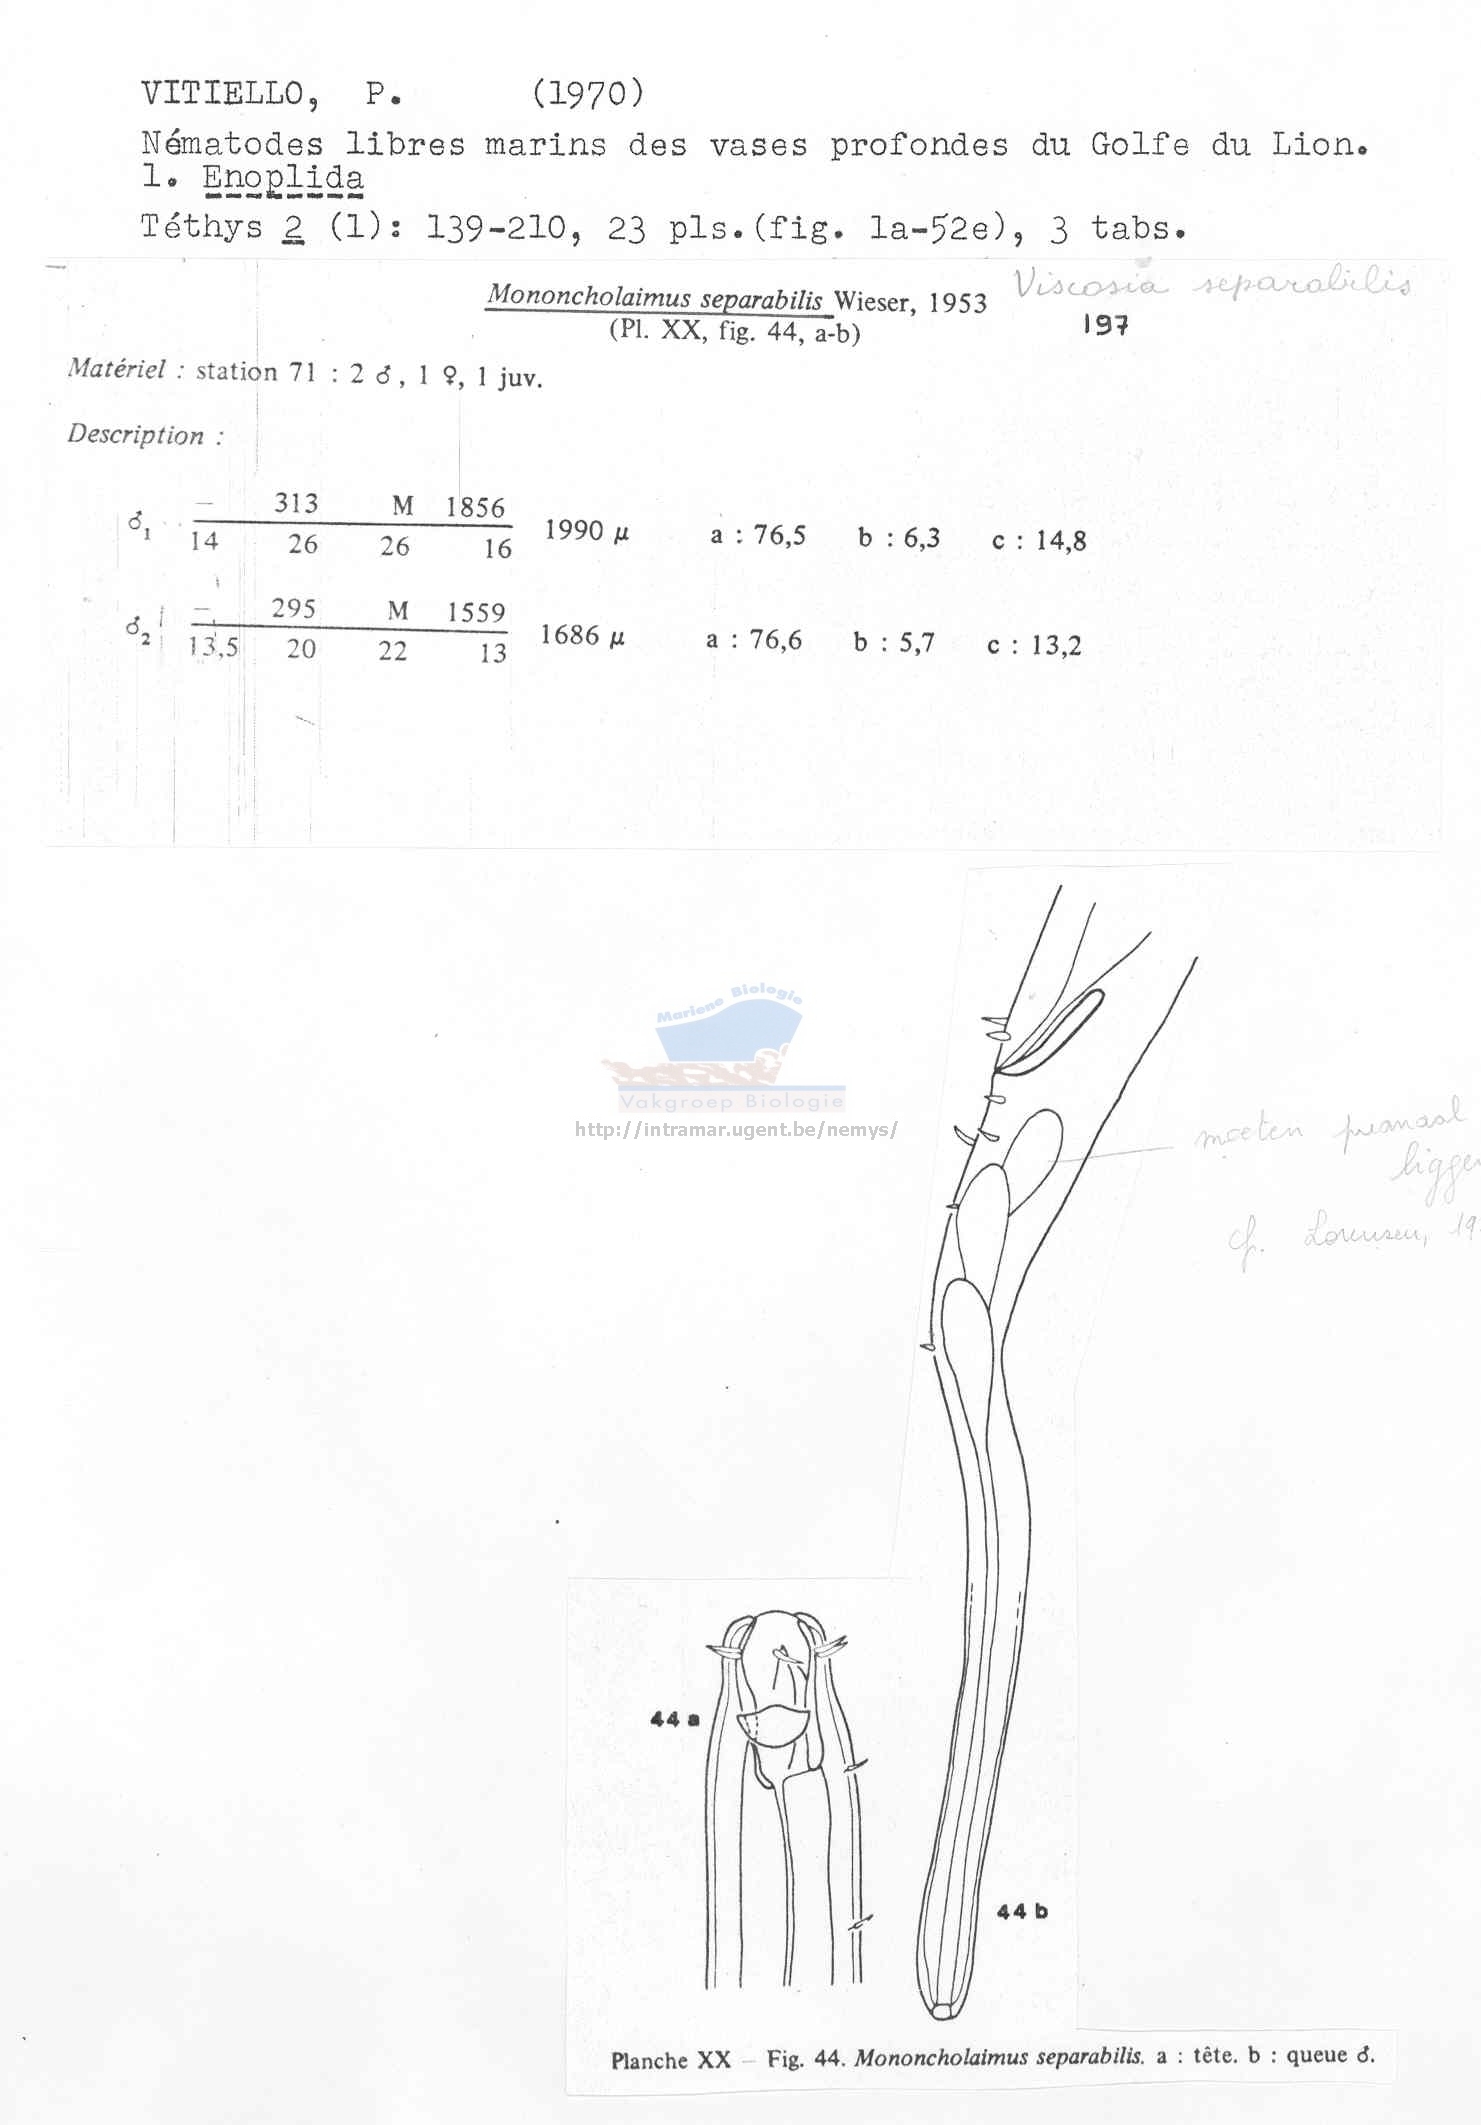 VITIELLO, P. (1970)
Nématodes libres marins des vases profondes du Golfe du Lion.
1. Enoplida
Téthys 2 (1): 139-210, 23 pls.(fig. 1a-52e), 3 tabs.
Mononcholaimus separabilis Wieser, 1953 Viscosia separabilis
(Pl. XX, fig. 44, a-b) 197
Matériel : station 71 : 2 ♂, 1 ♀, 1 juv.
Description :
♂1 – 313 M 1856
14 26 26 16 1990 µ a : 76,5 b : 6,3 c : 14,8
♂2 – 295 M 1559
13,5 20 22 13 1686 µ a : 76,6 b : 5,7 c : 13,2
Mariene Biologie
Vakgroep Biologie
http://intramar.ugent.be/nemys/
moeten preanaal
ligge
cf. Lorenzen, 19
44 a
44 b
Planche XX – Fig. 44. Mononcholaimus separabilis. a : tête. b : queue ♂.